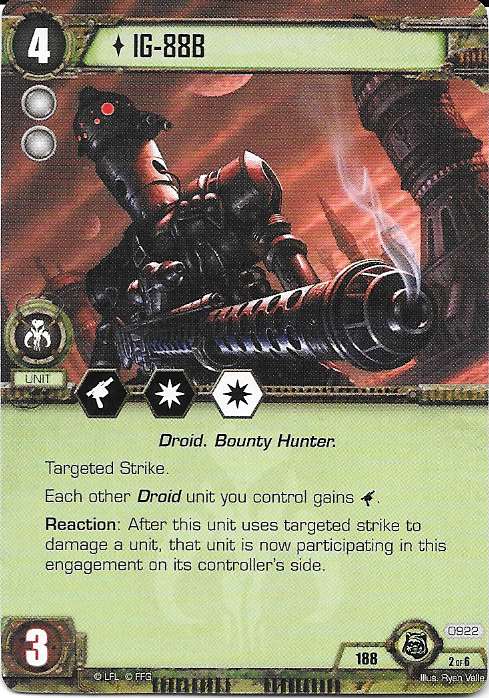 4
IG-88B
UNIT
Droid. Bounty Hunter.
Targeted Strike.
Each other Droid unit you control gains .
Reaction: After this unit uses targeted strike to
damage a unit, that unit is now participating in this
engagement on its controller's side.
3
0922
188
2 OF 6
© LFL © FFG
Illus. Ryan Valle